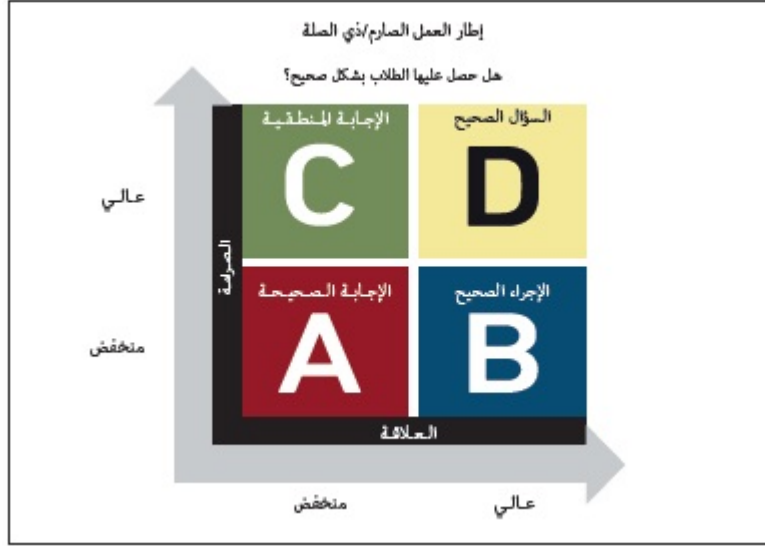 إطار العمل الصارم/ذي الصلة
هل حصل عليها الطلاب بشكل صحيح؟
السؤال الصحيح
الإجابة المنطقية
D
C
عالي
الصرامة
الإجراء الصحيح
الإجابة الصحيحة
B
A
منخفض
العلاقة
عالي
منخفض